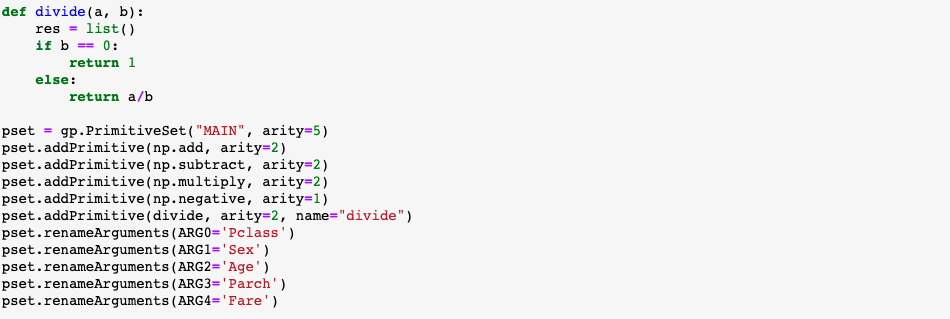 def divide(a, b):
    res = list()
    if b == 0:
        return 1
    else:
        return a/b

pset = gp.PrimitiveSet("MAIN", arity=5)
pset.addPrimitive(np.add, arity=2)
pset.addPrimitive(np.subtract, arity=2)
pset.addPrimitive(np.multiply, arity=2)
pset.addPrimitive(np.negative, arity=1)
pset.addPrimitive(divide, arity=2, name="divide")
pset.renameArguments(ARG0='Pclass')
pset.renameArguments(ARG1='Sex')
pset.renameArguments(ARG2='Age')
pset.renameArguments(ARG3='Parch')
pset.renameArguments(ARG4='Fare')